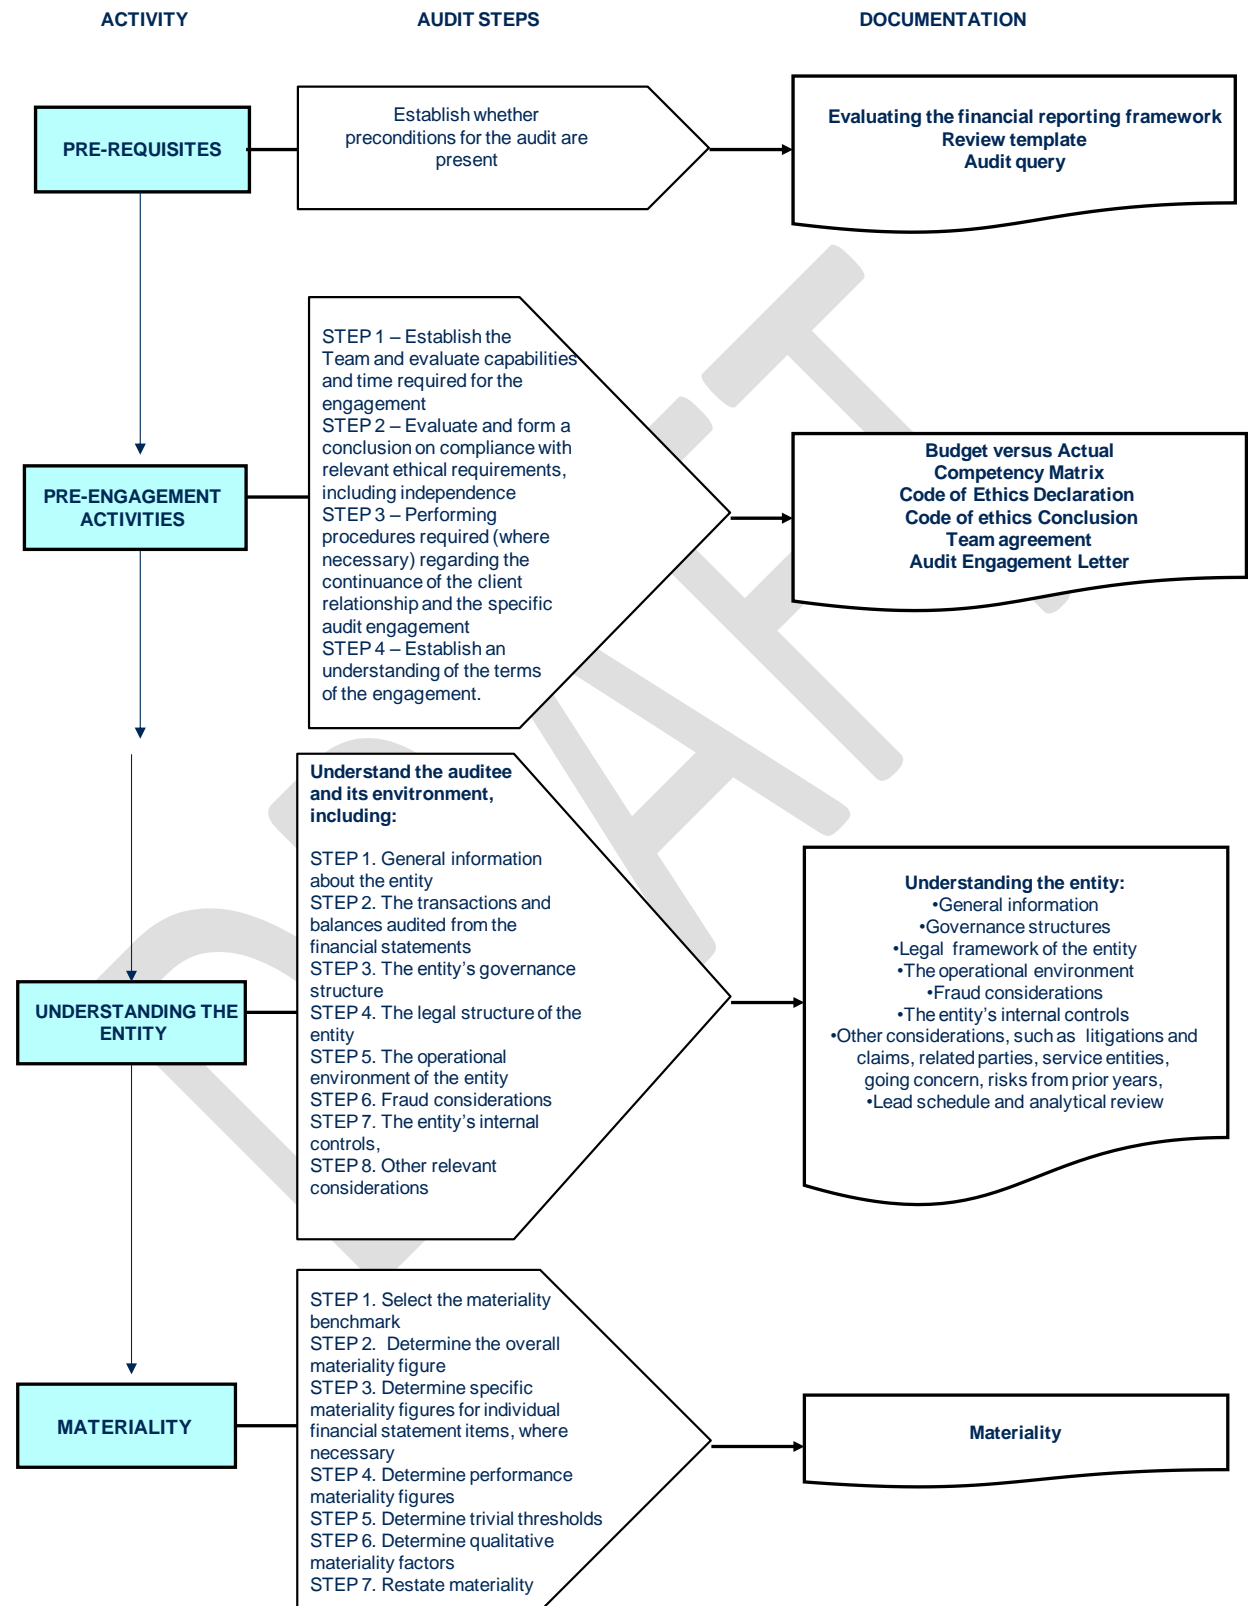 ACTIVITY
AUDIT STEPS
DOCUMENTATION
PRE-REQUISITES
Establish whether
preconditions for the audit are
present
Evaluating the financial reporting framework
Review template
Audit query
PRE-ENGAGEMENT
ACTIVITIES
STEP 1 – Establish the
Team and evaluate capabilities
and time required for the
engagement
STEP 2 – Evaluate and form a
conclusion on compliance with
relevant ethical requirements,
including independence
STEP 3 – Performing
procedures required (where
necessary) regarding the
continuance of the client
relationship and the specific
audit engagement
STEP 4 – Establish an
understanding of the terms
of the engagement.
Budget versus Actual
Competency Matrix
Code of Ethics Declaration
Code of ethics Conclusion
Team agreement
Audit Engagement Letter
UNDERSTANDING THE
ENTITY
Understand the auditee
and its envitronment,
including:
STEP 1. General information
about the entity
STEP 2. The transactions and
balances audited from the
financial statements
STEP 3. The entity’s governance
structure
STEP 4. The legal structure of the
entity
STEP 5. The operational
environment of the entity
STEP 6. Fraud considerations
STEP 7. The entity’s internal
controls,
STEP 8. Other relevant
considerations
Understanding the entity:
•General information
•Governance structures
•Legal framework of the entity
•The operational environment
•Fraud considerations
•The entity’s internal controls
•Other considerations, such as litigations and
claims, related parties, service entities,
going concern, risks from prior years,
•Lead schedule and analytical review
MATERIALITY
STEP 1. Select the materiality
benchmark
STEP 2. Determine the overall
materiality figure
STEP 3. Determine specific
materiality figures for individual
financial statement items, where
necessary
STEP 4. Determine performance
materiality figures
STEP 5. Determine trivial thresholds
STEP 6. Determine qualitative
materiality factors
STEP 7. Restate materiality
Materiality
DRAFT